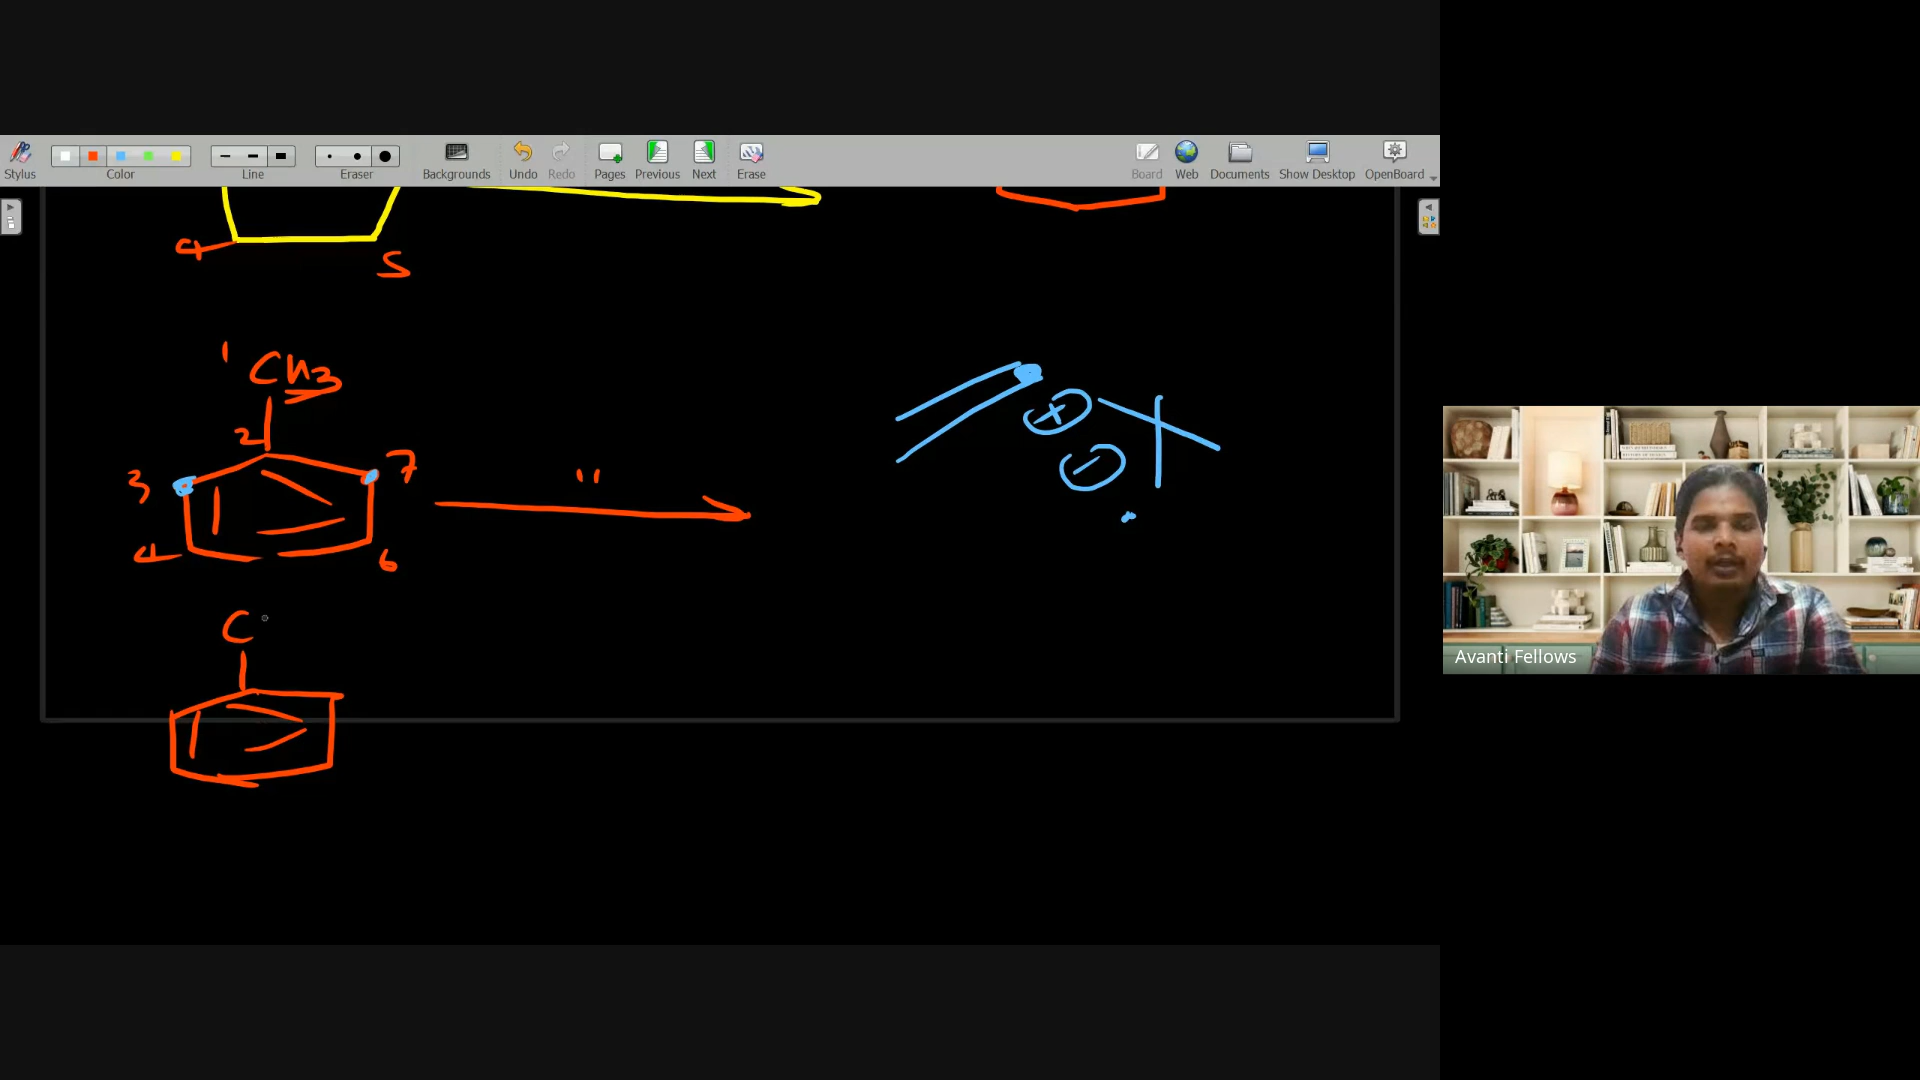 Stylus Color Line Eraser Backgrounds Undo Redo Pages Previous Next Erase Board Web Documents Show Desktop OpenBoard
4
5
1 CH3
2
3 7
"
+
-
4 6
C
Avanti Fellows